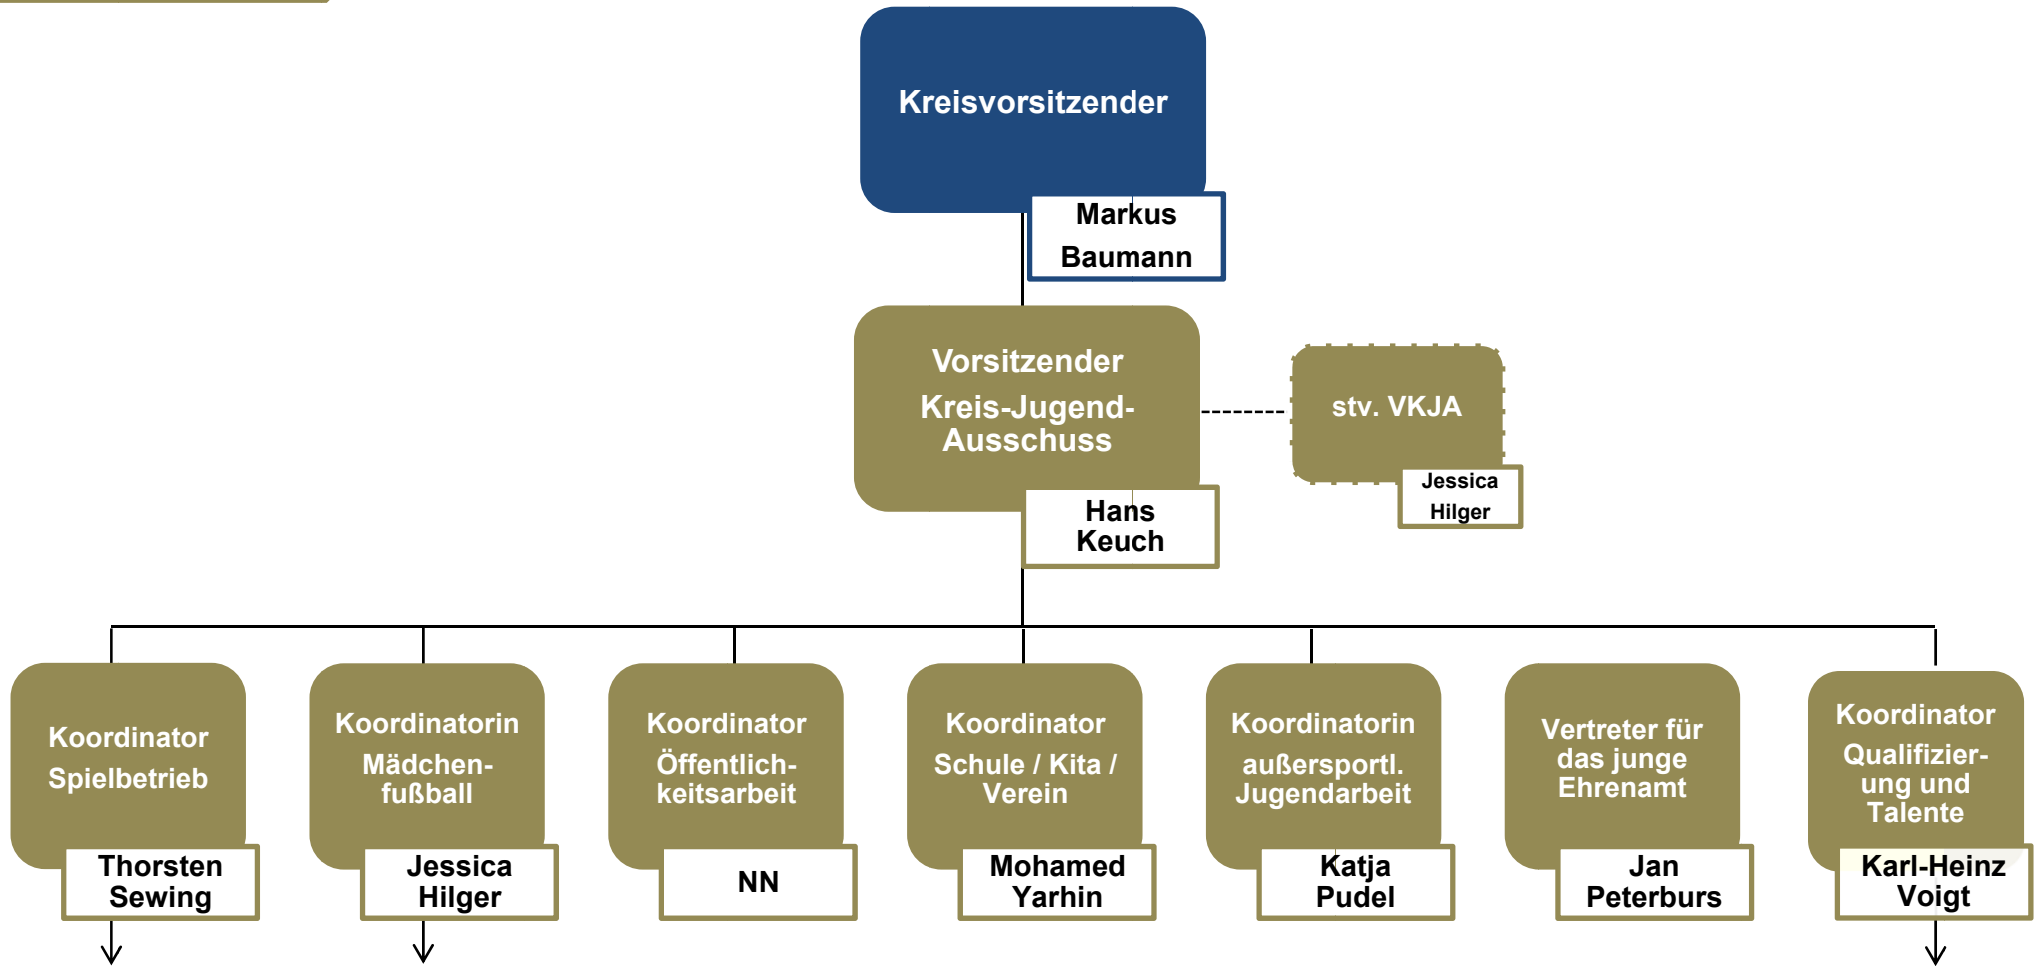 Kreisvorsitzender
Markus
Baumann
Vorsitzender
Kreis-Jugend-
Ausschuss
Hans
Keuch
stv. VKJA
Jessica
Hilger
Koordinator
Spielbetrieb
Thorsten
Sewing
Koordinatorin
Mädchen-
fußball
Jessica
Hilger
Koordinator
Öffentlich-
keitsarbeit
NN
Koordinator
Schule / Kita /
Verein
Mohamed
Yarhin
Koordinatorin
außersportl.
Jugendarbeit
Katja
Pudel
Vertreter für
das junge
Ehrenamt
Jan
Peterburs
Koordinator
Qualifizier-
ung und
Talente
Karl-Heinz
Voigt